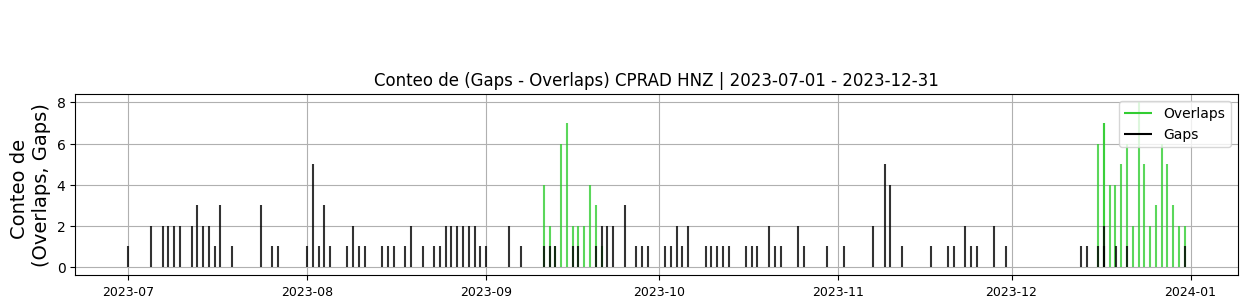 Conteo de (Gaps - Overlaps) CPRAD HNZ | 2023-07-01 - 2023-12-31
Conteo de
(Overlaps, Gaps)
8
6
4
2
0
Overlaps
Gaps
2023-07
2023-08
2023-09
2023-10
2023-11
2023-12
2024-01